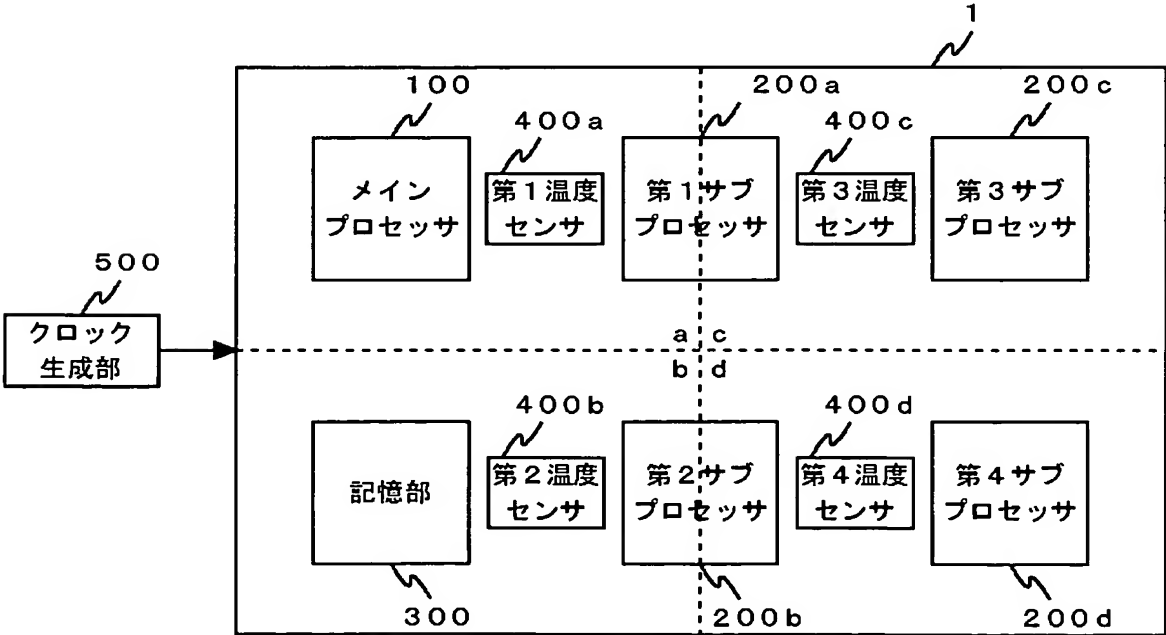 1
100
200a
200c
400a
400c
メイン
プロセッサ
第1温度
センサ
第1サブ
プロセッサ
第3温度
センサ
第3サブ
プロセッサ
500
クロック
生成部
a c
b d
400b
400d
記憶部
第2温度
センサ
第2サブ
プロセッサ
第4温度
センサ
第4サブ
プロセッサ
300
200b
200d